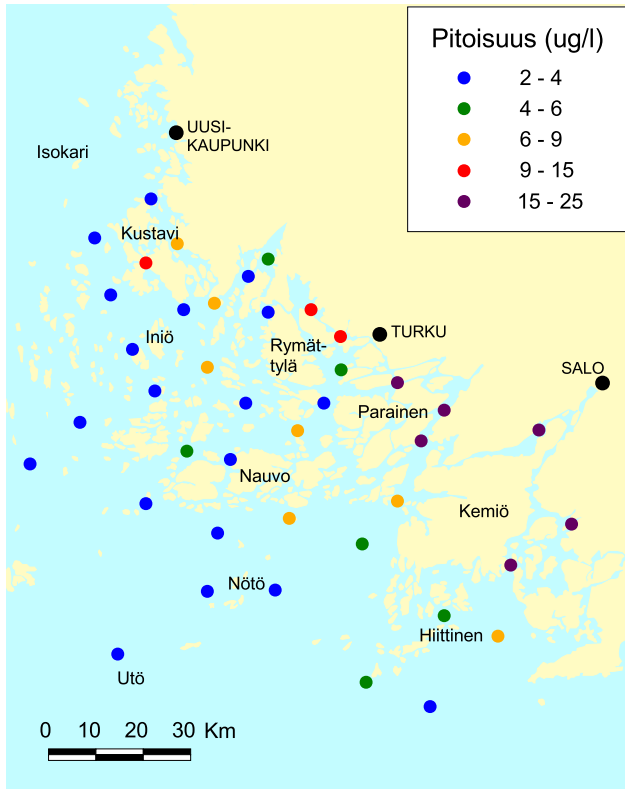 Pitoisuus (ug/l)
2 - 4
4 - 6
6 - 9
9 - 15
15 - 25
UUSI-
KAUPUNKI
Isokari
Kustavi
Iniö
Rymät-
tylä
TURKU
SALO
Parainen
Nauvo
Kemiö
Nötö
Hiittinen
Utö
0 10 20 30 Km